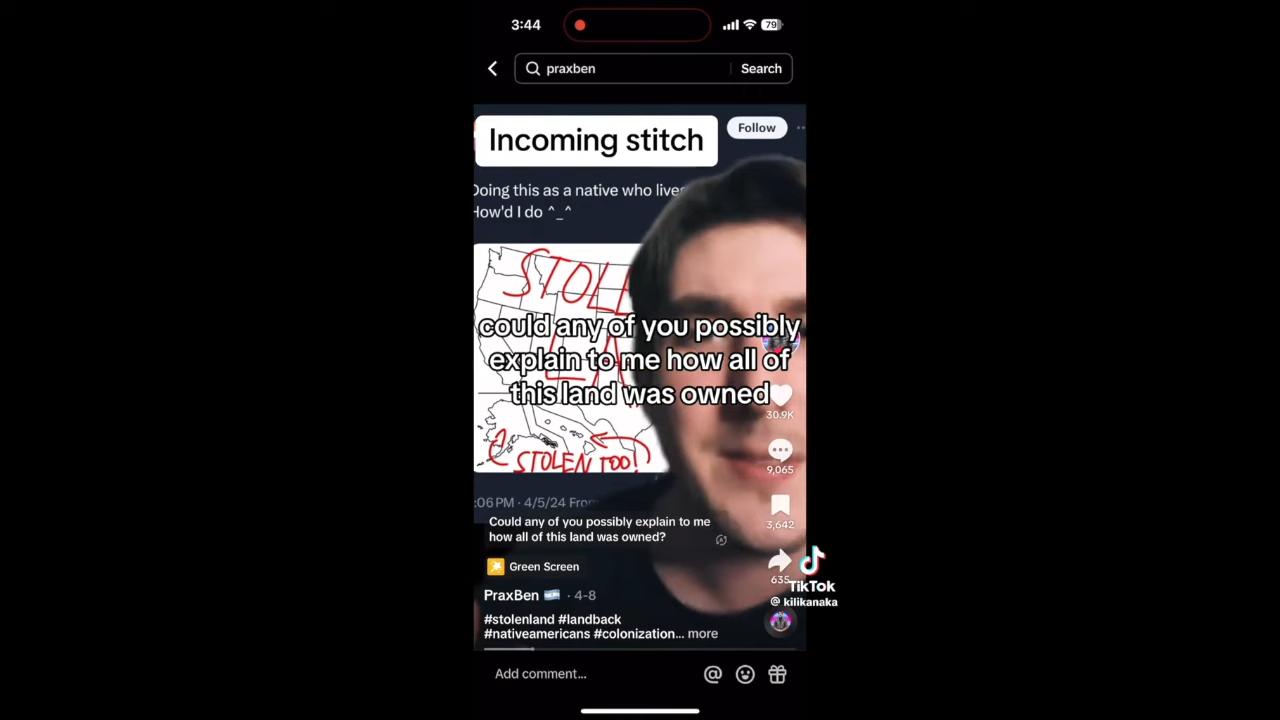 3:44
79
praxben
Search
Incoming stitch
Follow
Doing this as a native who lives
How'd I do ^_^
STOL
LA
could any of you possibly
explain to me how all of
this land was owned
30.9K
STOLEN TOO!
9,065
:06 PM · 4/5/24 From
Could any of you possibly explain to me
how all of this land was owned?
3,642
Green Screen
635
TikTok
@ kilikanaka
PraxBen · 4-8
#stolenland #landback
#nativeamericans #colonization... more
Add comment...
@